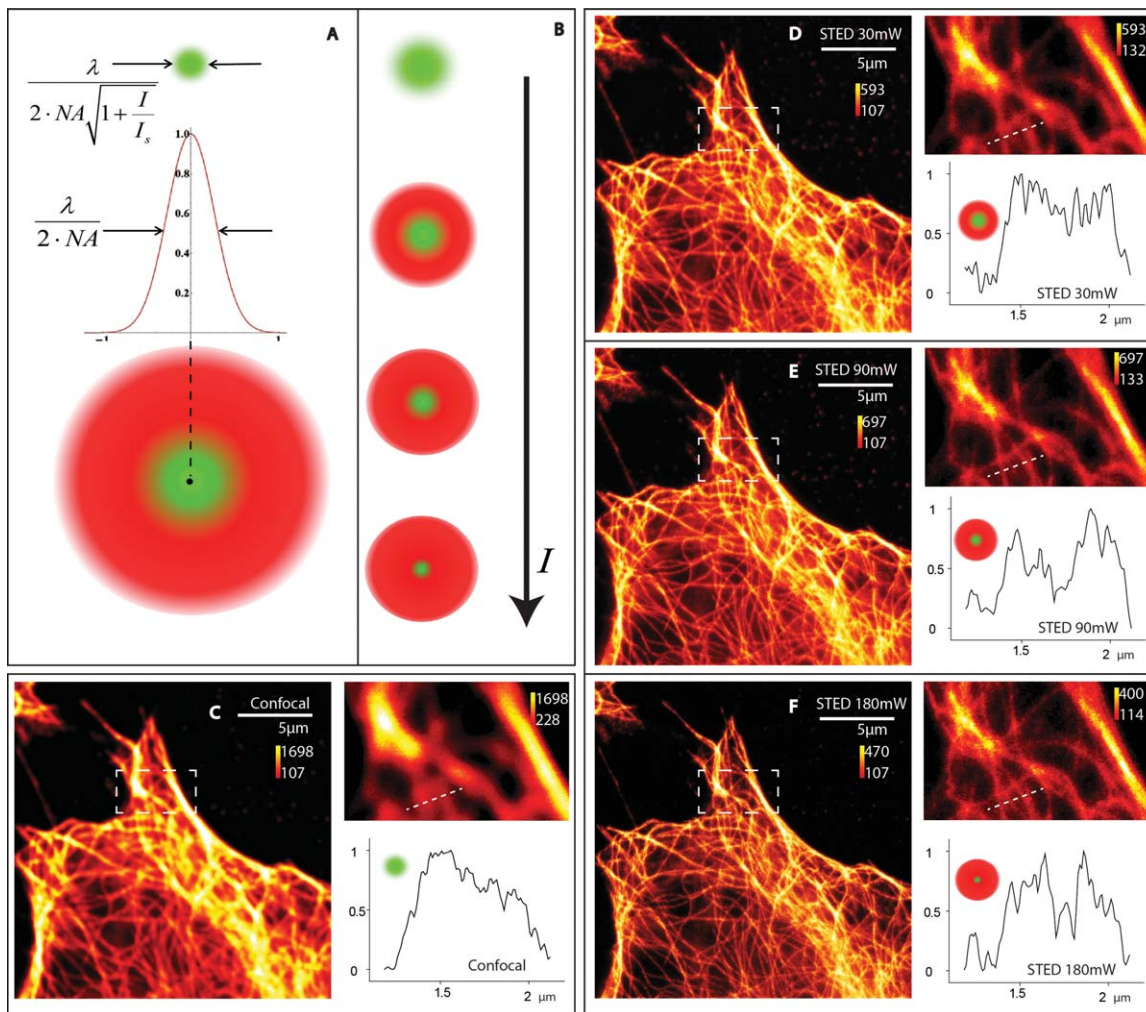 A
λ
2 · NA√1 + I
I_s
1.0
0.8
λ
2 · NA
0.6
0.4
0.2
−1
1
B
I
C
Confocal
5µm
1698
107
1698
228
1
0.5
0
Confocal
1.5
2 µm
D
STED 30mW
5µm
593
107
593
132
1
0.5
0
STED 30mW
1.5
2 µm
E
STED 90mW
5µm
697
107
697
133
1
0.5
0
STED 90mW
1.5
2 µm
F
STED 180mW
5µm
470
107
400
114
1
0.5
0
STED 180mW
1.5
2 µm